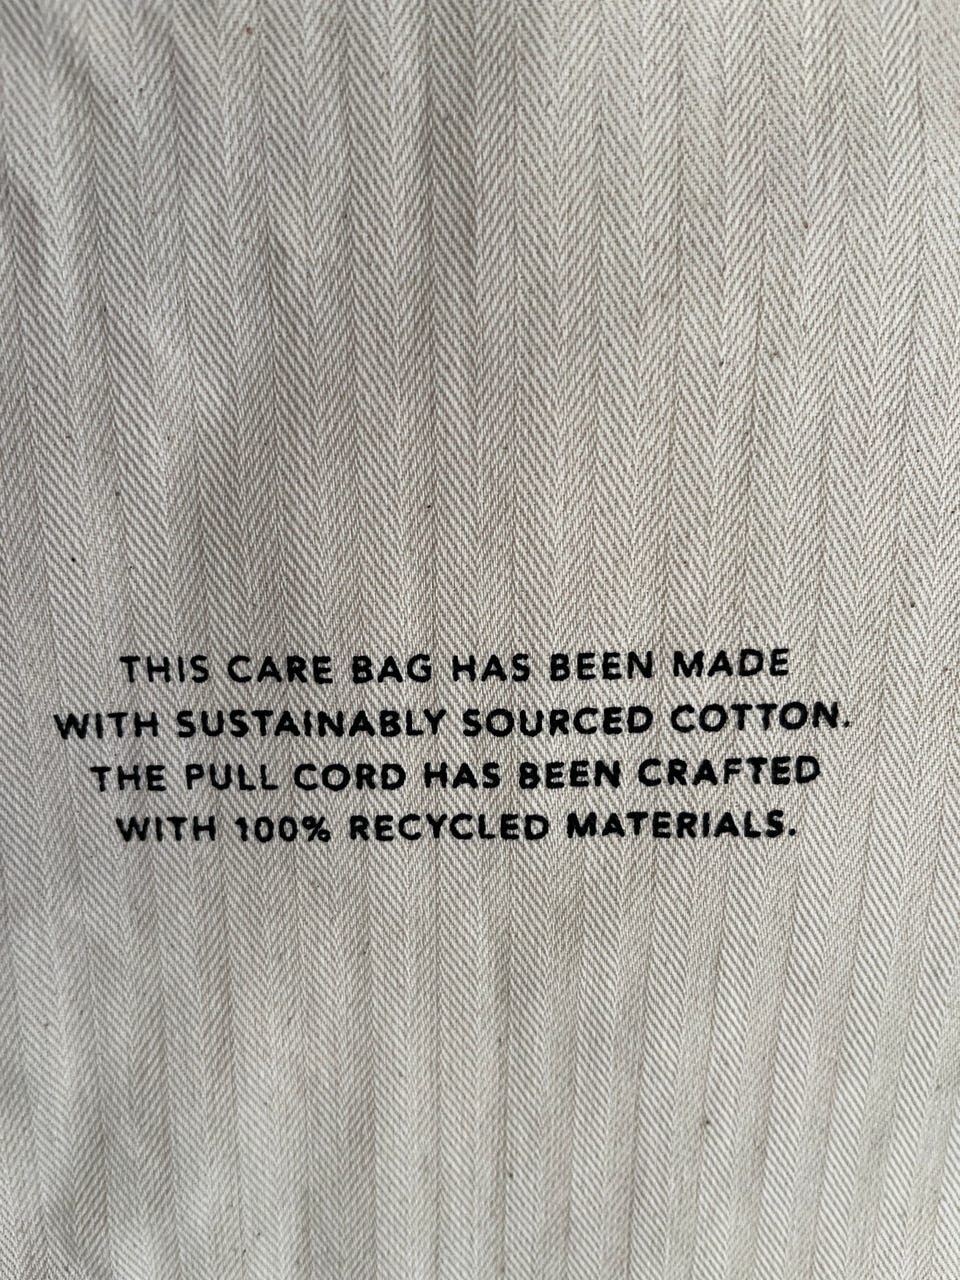 THIS CARE BAG HAS BEEN MADE
WITH SUSTAINABLY SOURCED COTTON.
THE PULL CORD HAS BEEN CRAFTED
WITH 100% RECYCLED MATERIALS.